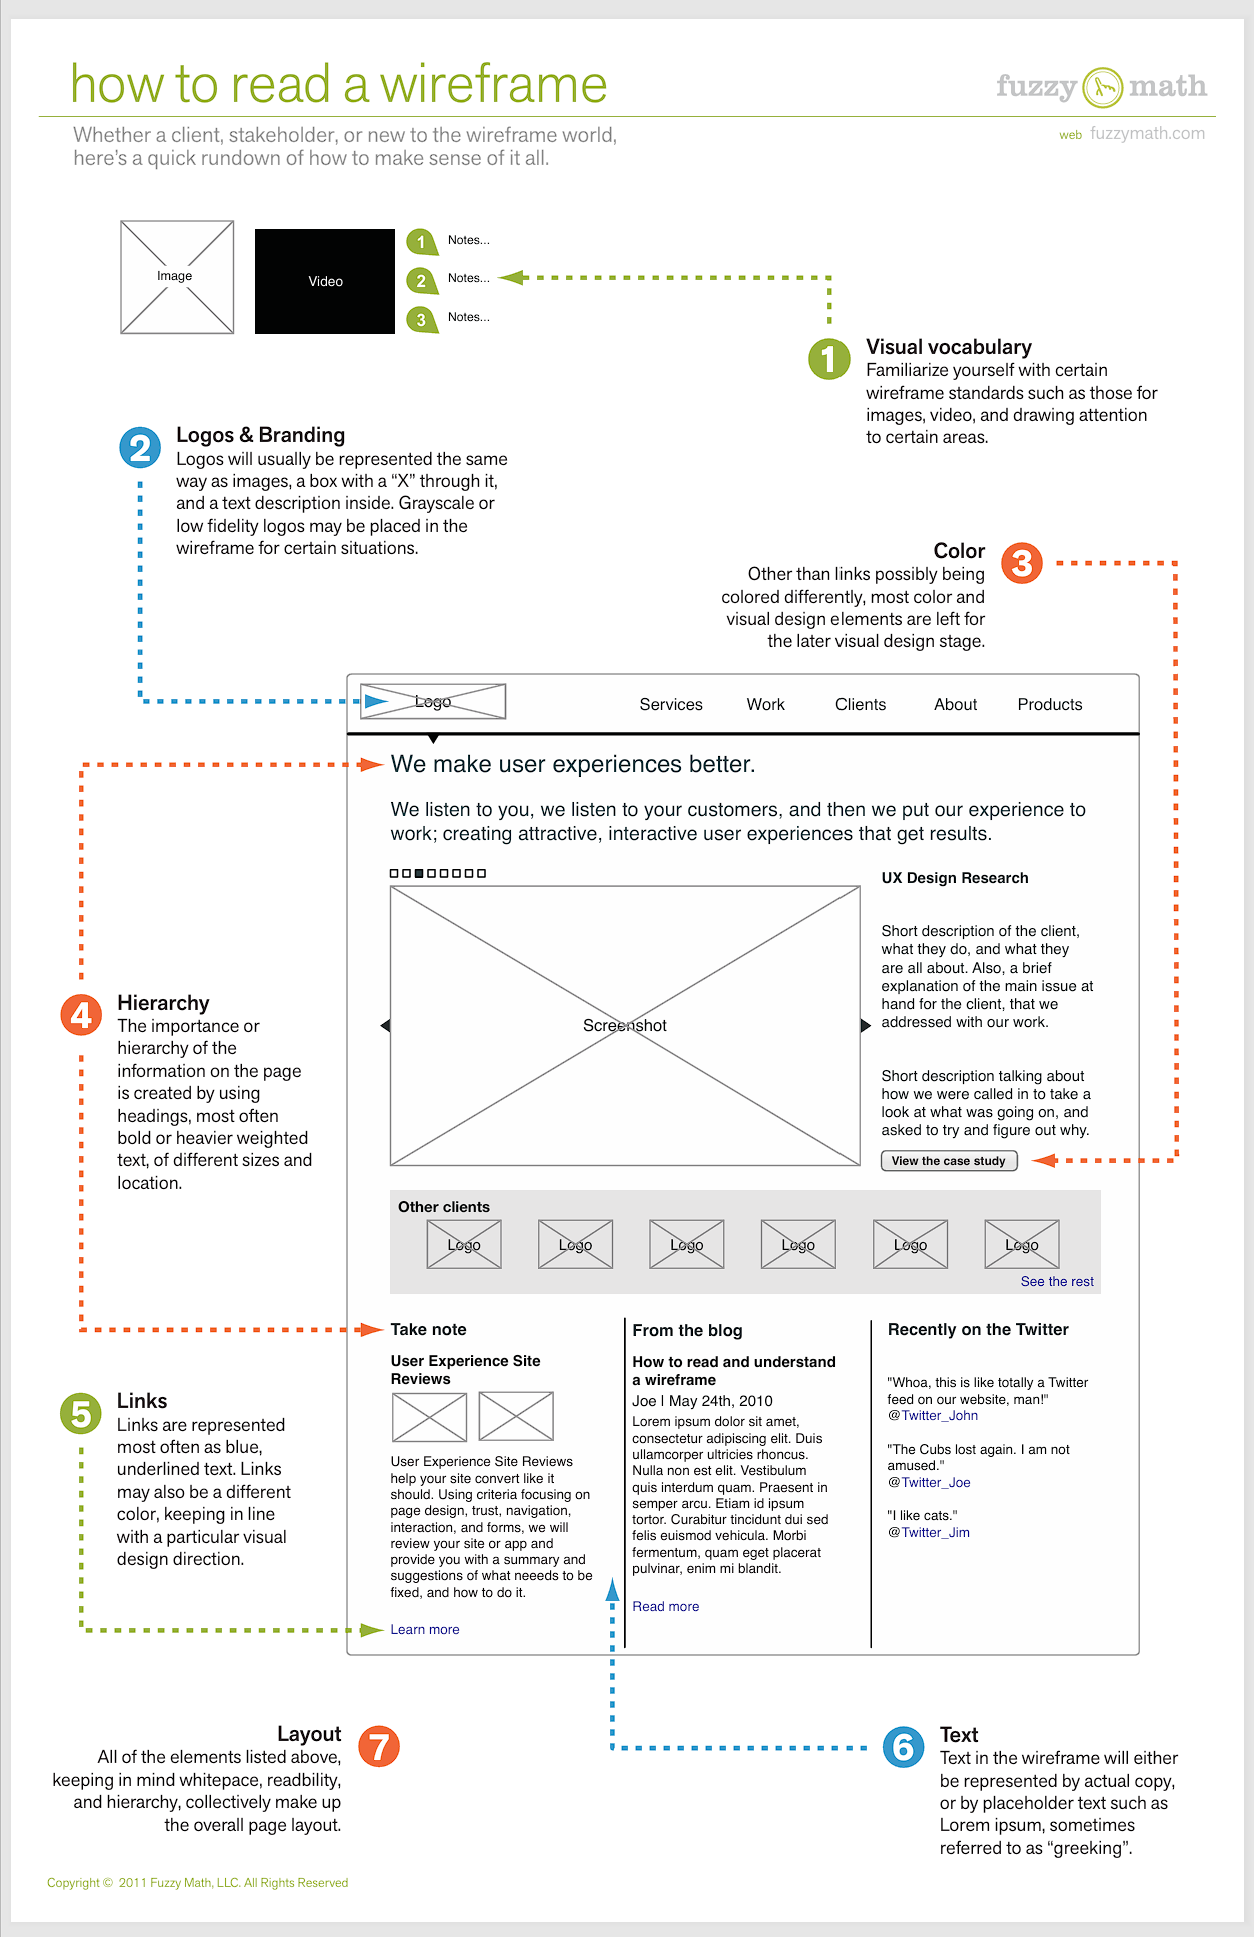 how to read a wireframe
fuzzy math
Whether a client, stakeholder, or new to the wireframe world,
here's a quick rundown of how to make sense of it all.
web fuzzymath.com
Image
Video
1 Notes...
2 Notes...
3 Notes...
1 Visual vocabulary
Familiarize yourself with certain
wireframe standards such as those for
images, video, and drawing attention
to certain areas.
2 Logos & Branding
Logos will usually be represented the same
way as images, a box with a “X” through it,
and a text description inside. Grayscale or
low fidelity logos may be placed in the
wireframe for certain situations.
Color 3
Other than links possibly being
colored differently, most color and
visual design elements are left for
the later visual design stage.
Logo
Services Work Clients About Products
We make user experiences better.
We listen to you, we listen to your customers, and then we put our experience to
work; creating attractive, interactive user experiences that get results.
Screenshot
UX Design Research
Short description of the client,
what they do, and what they
are all about. Also, a brief
explanation of the main issue at
hand for the client, that we
addressed with our work.
Short description talking about
how we were called in to take a
look at what was going on, and
asked to try and figure out why.
View the case study
4 Hierarchy
The importance or
hierarchy of the
information on the page
is created by using
headings, most often
bold or heavier weighted
text, of different sizes and
location.
Other clients
Logo Logo Logo Logo Logo Logo
See the rest
Take note
User Experience Site
Reviews
User Experience Site Reviews
help your site convert like it
should. Using criteria focusing on
page design, trust, navigation,
interaction, and forms, we will
review your site or app and
provide you with a summary and
suggestions of what neeeds to be
fixed, and how to do it.
Learn more
From the blog
How to read and understand
a wireframe
Joe | May 24th, 2010
Lorem ipsum dolor sit amet,
consectetur adipiscing elit. Duis
ullamcorper ultricies rhoncus.
Nulla non est elit. Vestibulum
quis interdum quam. Praesent in
semper arcu. Etiam id ipsum
tortor. Curabitur tincidunt dui sed
felis euismod vehicula. Morbi
fermentum, quam eget placerat
pulvinar, enim mi blandit.
Read more
Recently on the Twitter
"Whoa, this is like totally a Twitter
feed on our website, man!"
@Twitter_John
"The Cubs lost again. I am not
amused."
@Twitter_Joe
"I like cats."
@Twitter_Jim
5 Links
Links are represented
most often as blue,
underlined text. Links
may also be a different
color, keeping in line
with a particular visual
design direction.
Layout 7
All of the elements listed above,
keeping in mind whitepace, readbility,
and hierarchy, collectively make up
the overall page layout.
6 Text
Text in the wireframe will either
be represented by actual copy,
or by placeholder text such as
Lorem ipsum, sometimes
referred to as “greeking”.
Copyright © 2011 Fuzzy Math, LLC. All Rights Reserved